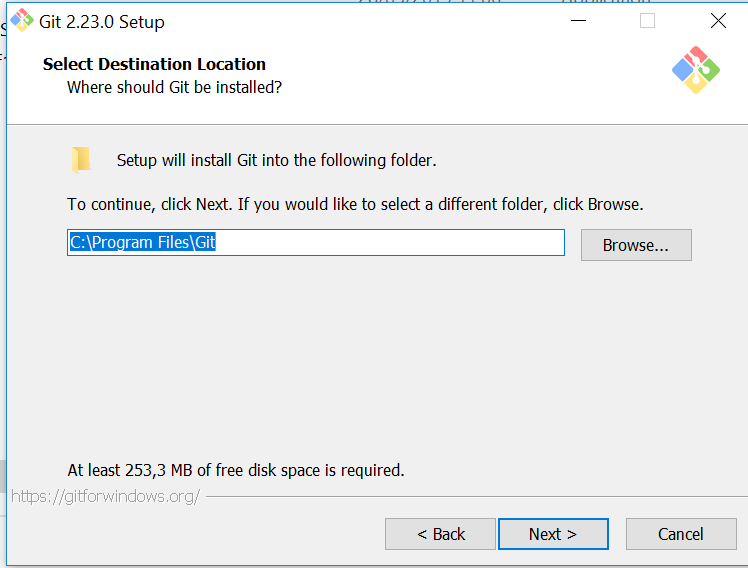 Git 2.23.0 Setup
Select Destination Location
Where should Git be installed?
Setup will install Git into the following folder.
To continue, click Next. If you would like to select a different folder, click Browse.
C:\Program Files\Git
Browse...
At least 253,3 MB of free disk space is required.
https://gitforwindows.org/
< Back
Next >
Cancel